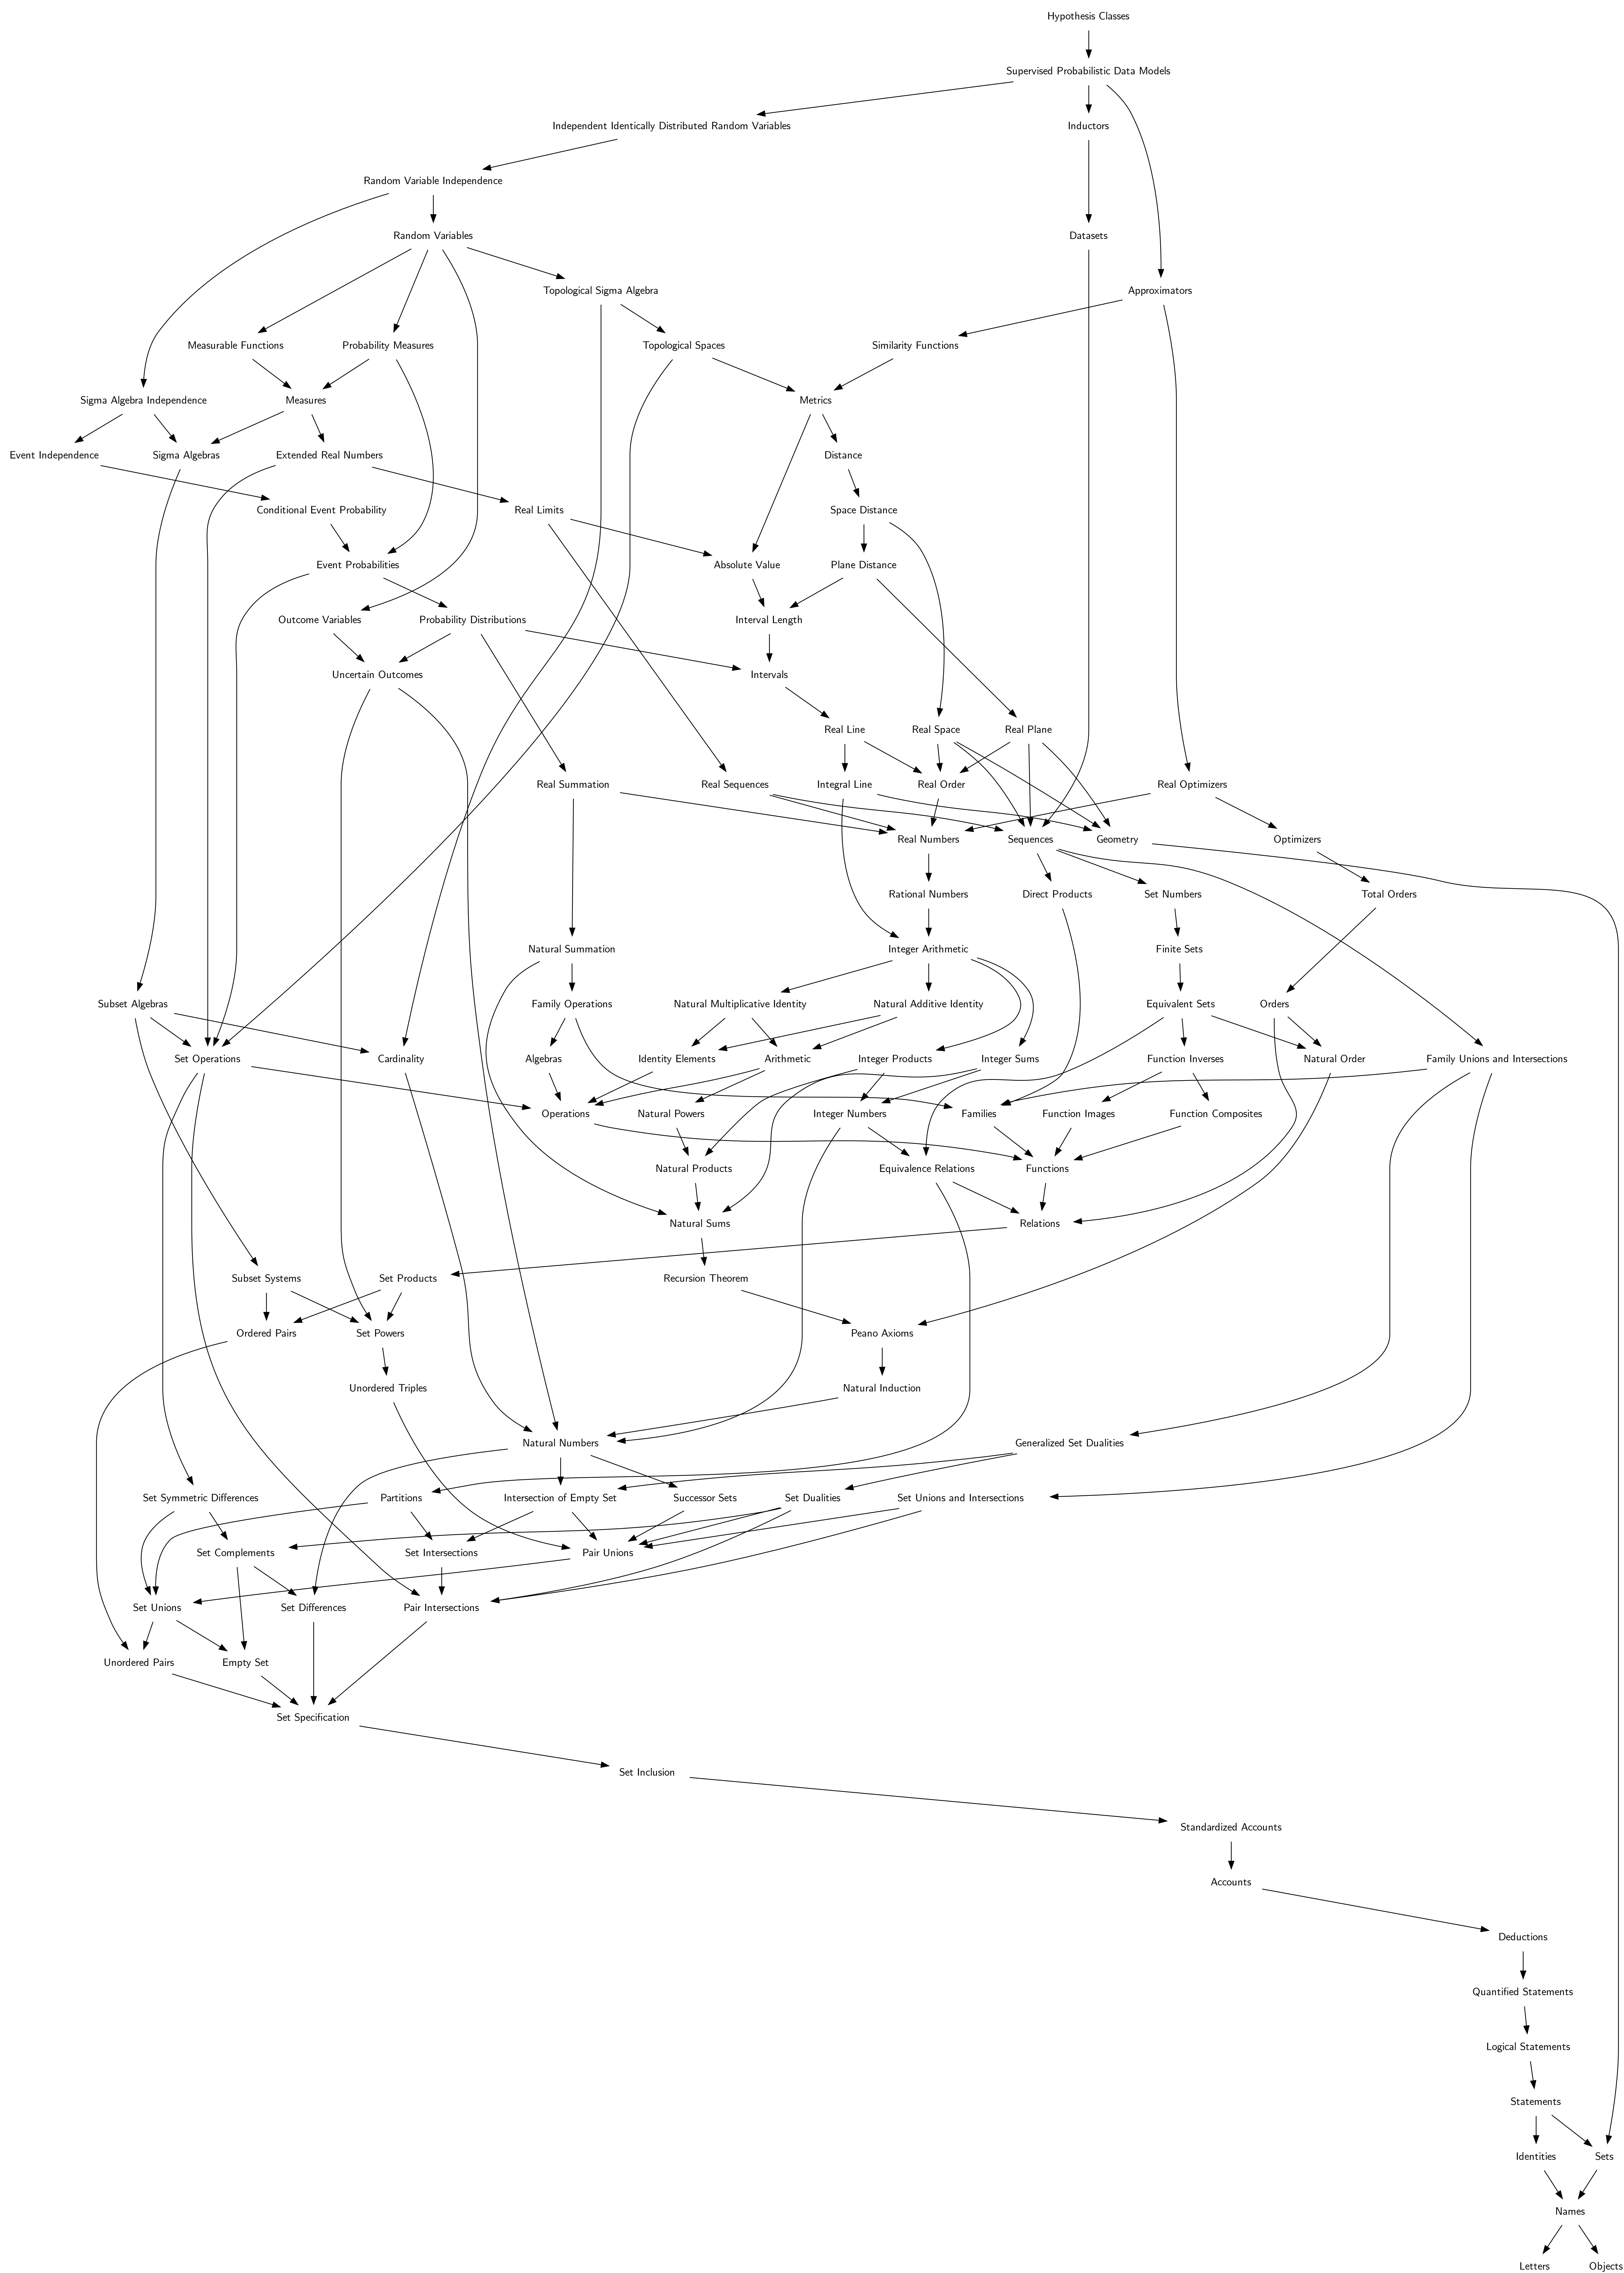 Hypothesis Classes
Supervised Probabilistic Data Models
Independent Identically Distributed Random Variables
Inductors
Random Variable Independence
Random Variables
Datasets
Topological Sigma Algebra
Approximators
Measurable Functions
Probability Measures
Topological Spaces
Similarity Functions
Sigma Algebra Independence
Measures
Metrics
Event Independence
Sigma Algebras
Extended Real Numbers
Distance
Conditional Event Probability
Real Limits
Space Distance
Event Probabilities
Absolute Value
Plane Distance
Outcome Variables
Probability Distributions
Interval Length
Uncertain Outcomes
Intervals
Real Line
Real Space
Real Plane
Real Summation
Real Sequences
Integral Line
Real Order
Real Optimizers
Real Numbers
Sequences
Geometry
Optimizers
Rational Numbers
Direct Products
Set Numbers
Total Orders
Natural Summation
Integer Arithmetic
Finite Sets
Subset Algebras
Family Operations
Natural Multiplicative Identity
Natural Additive Identity
Equivalent Sets
Orders
Set Operations
Cardinality
Algebras
Identity Elements
Arithmetic
Integer Products
Integer Sums
Function Inverses
Natural Order
Family Unions and Intersections
Operations
Natural Powers
Integer Numbers
Families
Function Images
Function Composites
Natural Products
Equivalence Relations
Functions
Natural Sums
Relations
Subset Systems
Set Products
Recursion Theorem
Ordered Pairs
Set Powers
Peano Axioms
Unordered Triples
Natural Induction
Natural Numbers
Generalized Set Dualities
Set Symmetric Differences
Partitions
Intersection of Empty Set
Successor Sets
Set Dualities
Set Unions and Intersections
Set Complements
Set Intersections
Pair Unions
Set Unions
Set Differences
Pair Intersections
Unordered Pairs
Empty Set
Set Specification
Set Inclusion
Standardized Accounts
Accounts
Deductions
Quantified Statements
Logical Statements
Statements
Identities
Sets
Names
Letters
Objects